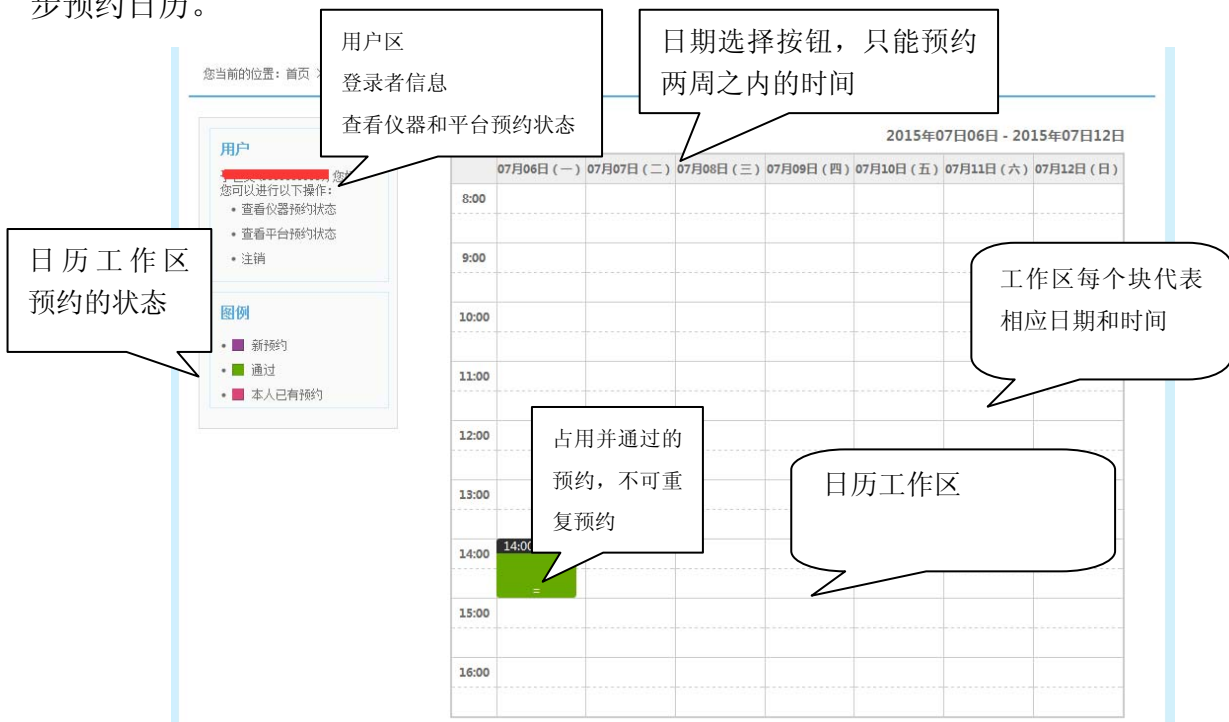 步预约日历。
用户区
登录者信息
查看仪器和平台预约状态
日期选择按钮，只能预约
两周之内的时间
您当前的位置：首页
2015年07日06日 - 2015年07日12日
用户
您可以进行以下操作：
• 查看仪器预约状态
• 查看平台预约状态
• 注销
07月06日（一） 07月07日（二） 07月08日（三） 07月09日（四） 07月10日（五） 07月11日（六） 07月12日（日）
8:00
9:00
10:00
11:00
12:00
13:00
14:00
15:00
16:00
日历工作区
预约的状态
图例
• 新预约
• 通过
• 本人已有预约
工作区每个块代表
相应日期和时间
占用并通过的
预约，不可重
复预约
日历工作区
14:00